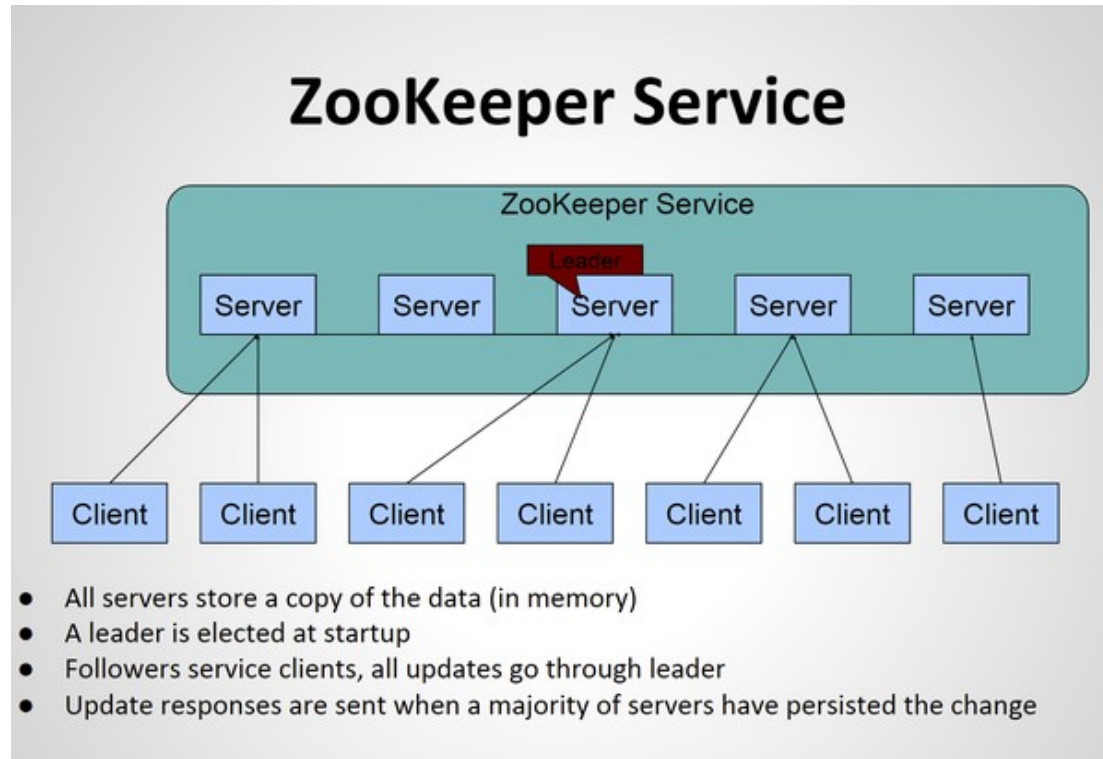 ZooKeeper Service
ZooKeeper Service
Leader
Server Server Server Server Server
Client Client Client Client Client Client Client
● All servers store a copy of the data (in memory)
● A leader is elected at startup
● Followers service clients, all updates go through leader
● Update responses are sent when a majority of servers have persisted the change